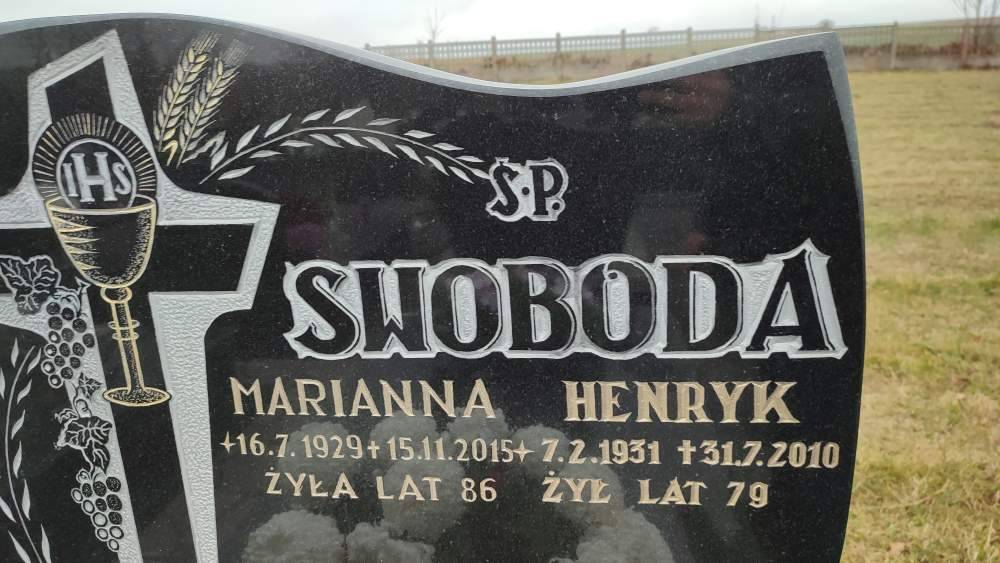 IHS
Ś.P.
SWOBODA
MARIANNA HENRYK
+16.7.1929 †15.11.2015 +7.2.1931 †31.7.2010
ŻYŁA LAT 86 ŻYŁ LAT 79